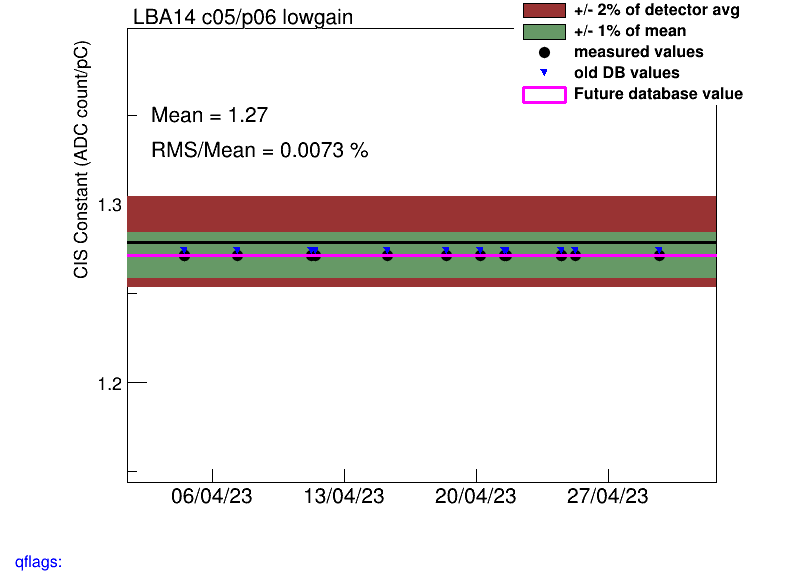 LBA14 c05/p06 lowgain
+/- 2% of detector avg
+/- 1% of mean
measured values
old DB values
Future database value
CIS Constant (ADC count/pC)
Mean = 1.27
RMS/Mean = 0.0073 %
1.3
1.2
06/04/23 13/04/23 20/04/23 27/04/23
qflags: